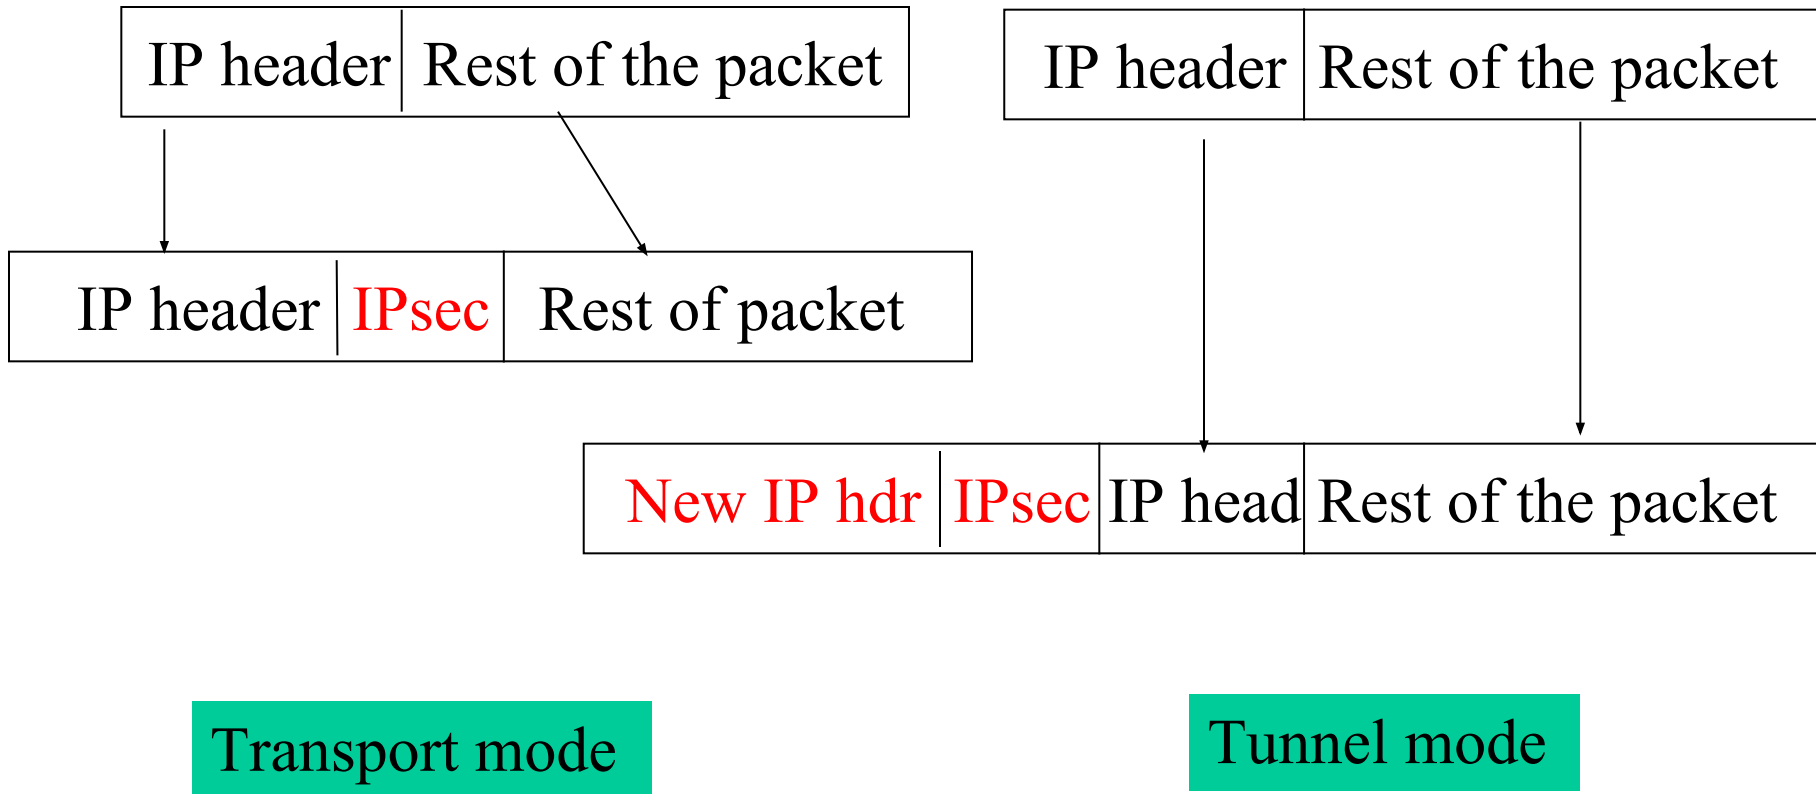 IP header Rest of the packet
IP header Rest of the packet
IP header IPsec Rest of packet
New IP hdr IPsec IP head Rest of the packet
Transport mode
Tunnel mode